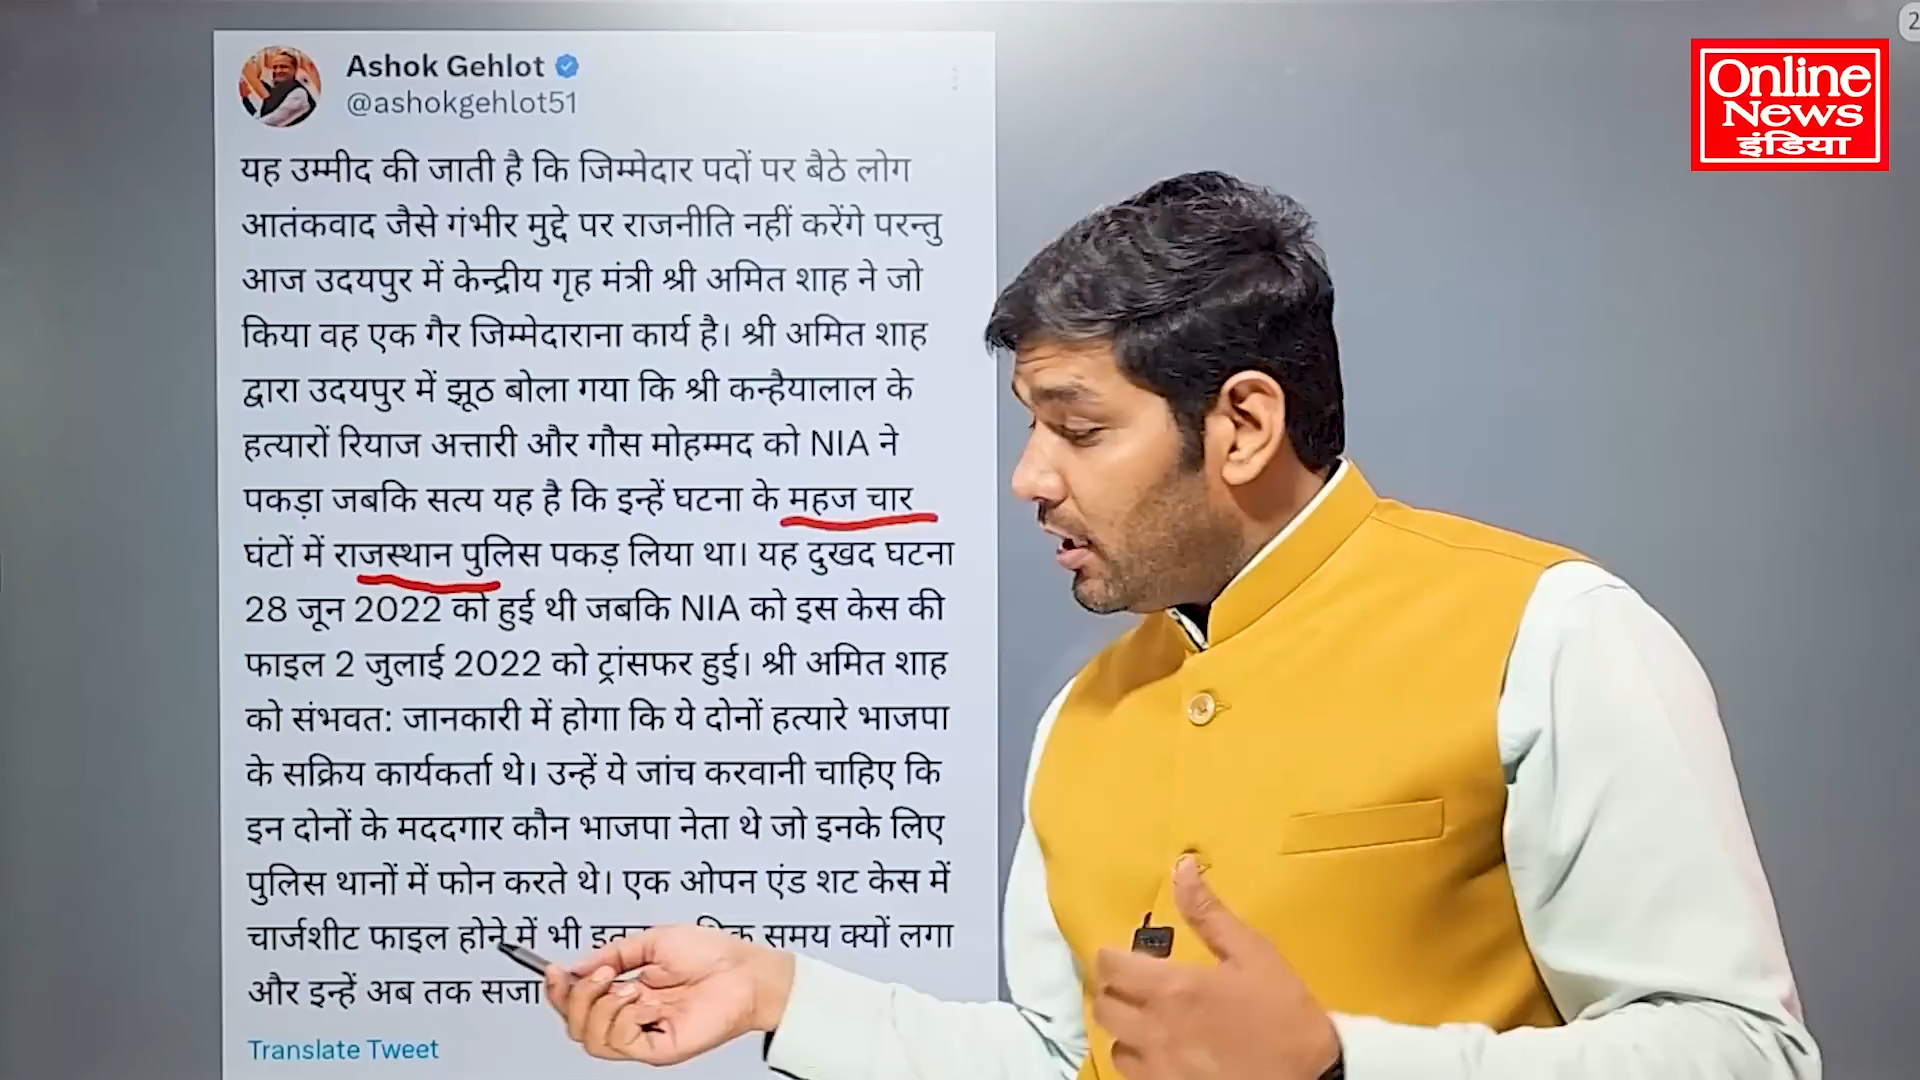 Ashok Gehlot
@ashokgehlot51
यह उम्मीद की जाती है कि जिम्मेदार पदों पर बैठे लोग
आतंकवाद जैसे गंभीर मुद्दे पर राजनीति नहीं करेंगे परन्तु
आज उदयपुर में केन्द्रीय गृह मंत्री श्री अमित शाह ने जो
किया वह एक गैर जिम्मेदाराना कार्य है। श्री अमित शाह
द्वारा उदयपुर में झूठ बोला गया कि श्री कन्हैयालाल के
हत्यारों रियाज अत्तारी और गौस मोहम्मद को NIA ने
पकड़ा जबकि सत्य यह है कि इन्हें घटना के महज चार
घंटों में राजस्थान पुलिस पकड़ लिया था। यह दुखद घटना
28 जून 2022 को हुई थी जबकि NIA को इस केस की
फाइल 2 जुलाई 2022 को ट्रांसफर हुई। श्री अमित शाह
को संभवत: जानकारी में होगा कि ये दोनों हत्यारे भाजपा
के सक्रिय कार्यकर्ता थे। उन्हें ये जांच करवानी चाहिए कि
इन दोनों के मददगार कौन भाजपा नेता थे जो इनके लिए
पुलिस थानों में फोन करते थे। एक ओपन एंड शट केस में
चार्जशीट फाइल होने में भी समय क्यों लगा
और इन्हें अब तक सजा
Translate Tweet
Online
News
इंडिया
2